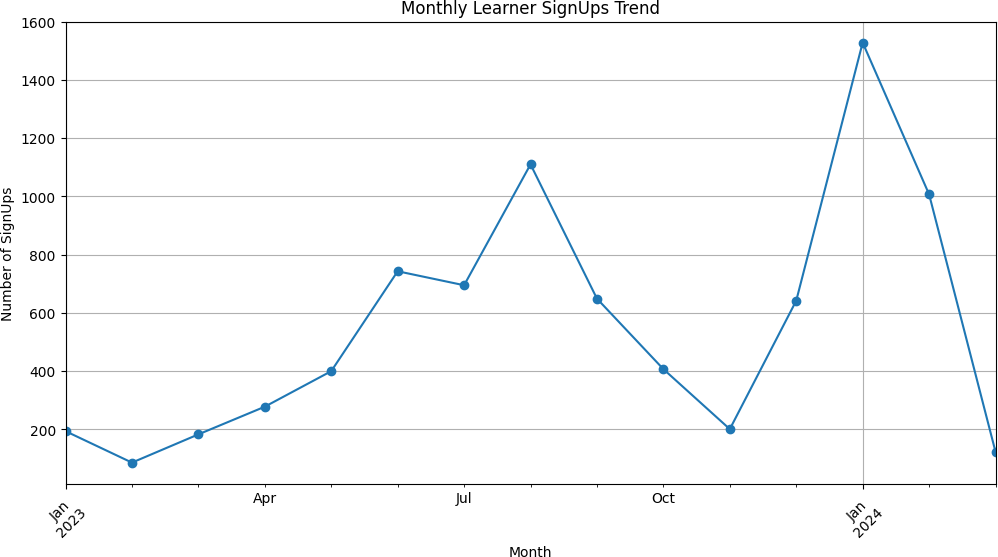 Monthly Learner SignUps Trend
1600
1400
1200
1000
800
600
400
200
Number of SignUps
Jan
2023
Apr
Jul
Oct
Jan
2024
Month